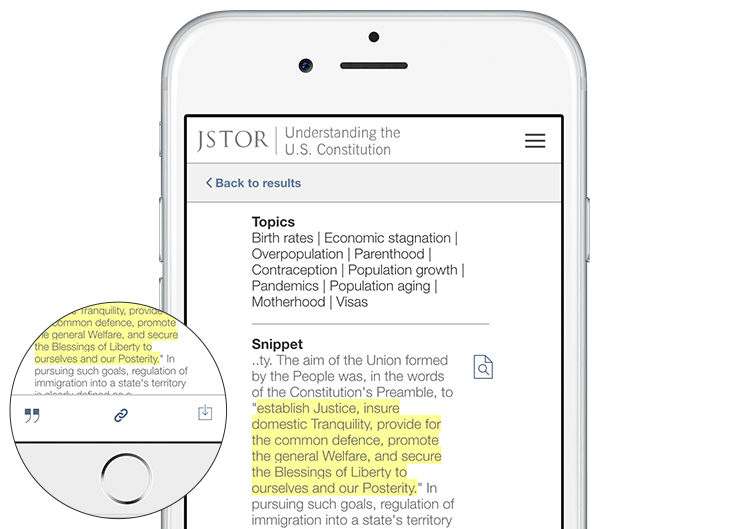 JSTOR
Understanding the
U.S. Constitution
Back to results
Topics
Birth rates | Economic stagnation |
Overpopulation | Parenthood |
Contraception | Population growth |
Pandemics | Population aging |
Motherhood | Visas
Snippet
..ty. The aim of the Union formed
by the People was, in the words
of the Constitution's Preamble, to
"establish Justice, insure
domestic Tranquility, provide for
the common defence, promote
the general Welfare, and secure
the Blessings of Liberty to
ourselves and our Posterity." In
pursuing such goals, regulation of
immigration into a state's territory
Tranquility, provide
common defence, promote
the general Welfare, and secure
the Blessings of Liberty to
ourselves and our Posterity." In
pursuing such goals, regulation of
immigration into a state's territory